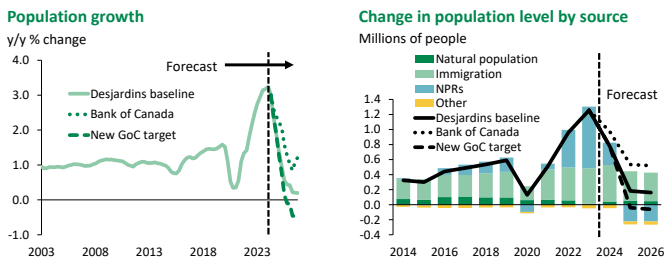 Population growth
y/y % change
4.0
3.0
2.0
1.0
0.0
-1.0
2003 2008 2013 2018 2023
Forecast
Desjardins baseline
Bank of Canada
New GoC target
Change in population level by source
Millions of people
Natural population
Immigration
NPRs
Other
Desjardins baseline
Bank of Canada
New GoC target
Forecast
1.4
1.2
1.0
0.8
0.6
0.4
0.2
0.0
-0.2
-0.4
2014 2016 2018 2020 2022 2024 2026